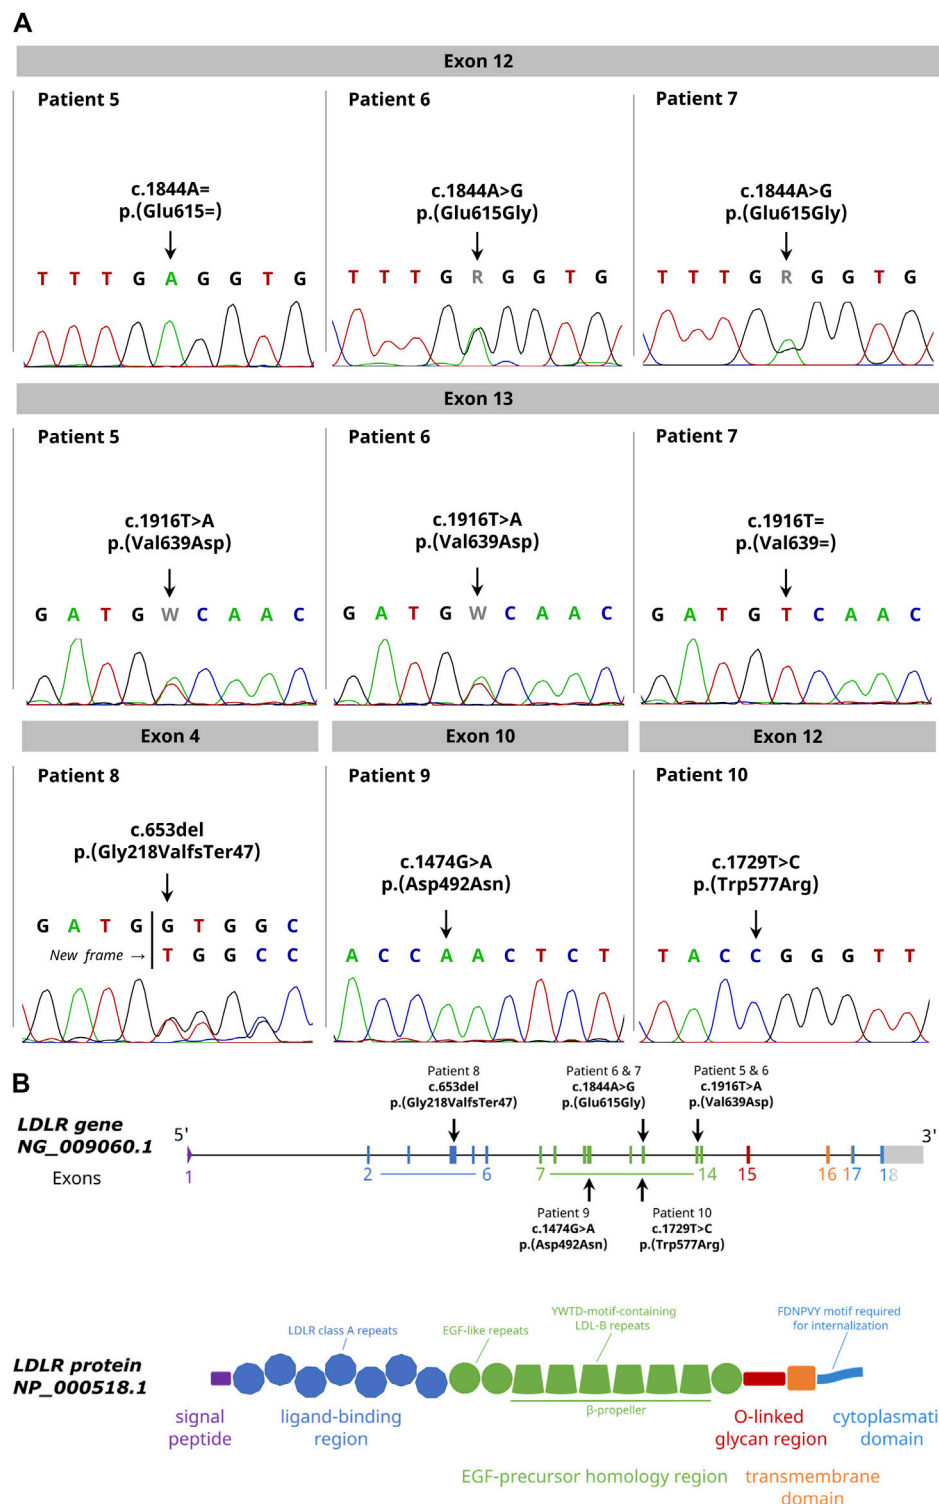 A
Exon 12
Patient 5
Patient 6
Patient 7
c.1844A=
p.(Glu615=)
c.1844A>G
p.(Glu615Gly)
c.1844A>G
p.(Glu615Gly)
T T T G A G G T G
T T T G R G G T G
T T T G R G G T G
Exon 13
Patient 5
Patient 6
Patient 7
c.1916T>A
p.(Val639Asp)
c.1916T>A
p.(Val639Asp)
c.1916T=
p.(Val639=)
G A T G W C A A C
G A T G W C A A C
G A T G T C A A C
Exon 4
Exon 10
Exon 12
Patient 8
Patient 9
Patient 10
c.653del
p.(Gly218ValfsTer47)
c.1474G>A
p.(Asp492Asn)
c.1729T>C
p.(Trp577Arg)
G A T G G T G G C
New frame → T G G C C
A C C A A C T C T
T A C C G G G T T
B
Patient 8
c.653del
p.(Gly218ValfsTer47)
Patient 6 & 7
c.1844A>G
p.(Glu615Gly)
Patient 5 & 6
c.1916T>A
p.(Val639Asp)
LDLR gene
NG_009060.1
5'
3'
Exons
1 2 6 7 14 15 16 17 18
Patient 9
c.1474G>A
p.(Asp492Asn)
Patient 10
c.1729T>C
p.(Trp577Arg)
LDLR class A repeats
EGF-like repeats
YWTD-motif-containing
LDL-B repeats
FDNPVY motif required
for internalization
LDLR protein
NP_000518.1
β-propeller
signal
peptide
ligand-binding
region
O-linked
glycan region
cytoplasmati
domain
EGF-precursor homology region
transmembrane
domain